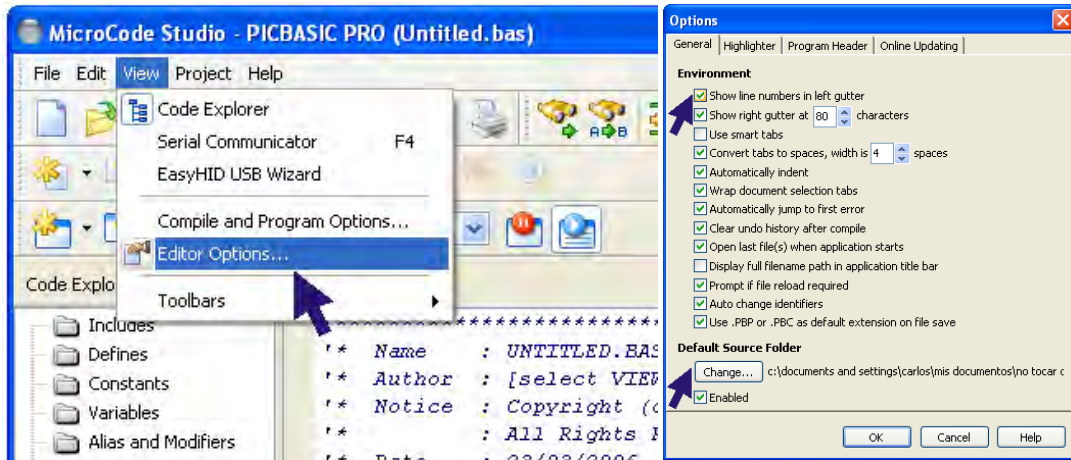 MicroCode Studio - PICBASIC PRO (Untitled.bas)
File Edit View Project Help
Code Explorer
Serial Communicator F4
EasyHID USB Wizard
Compile and Program Options...
Editor Options...
Toolbars
Code Explo
Includes
Defines
Constants
Variables
Alias and Modifiers
'* Name : UNTITLED.BAS
'* Author : [select VIEW
'* Notice : Copyright (c
'* : All Rights R
'* Date : 03/03/2006
A B
Options
General Highlighter Program Header Online Updating
Environment
Show line numbers in left gutter
Show right gutter at 80 characters
Use smart tabs
Convert tabs to spaces, width is 4 spaces
Automatically indent
Wrap document selection tabs
Automatically jump to first error
Clear undo history after compile
Open last file(s) when application starts
Display full filename path in application title bar
Prompt if file reload required
Auto change identifiers
Use .PBP or .PBC as default extension on file save
Default Source Folder
Change... c:\documents and settings\carlos\mis documentos\no tocar c
Enabled
OK Cancel Help